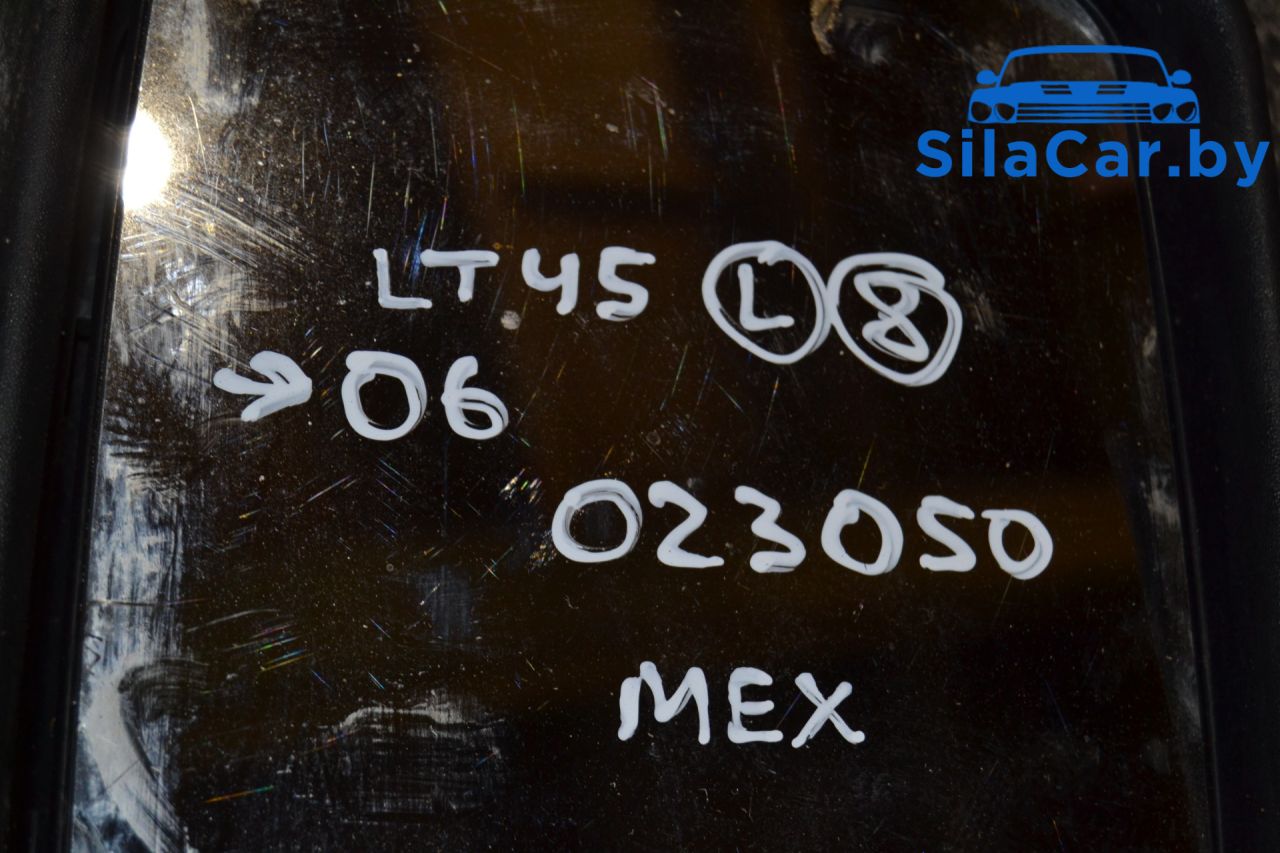 SilaCar.by
LT45 L 8
→06
023050
MEX